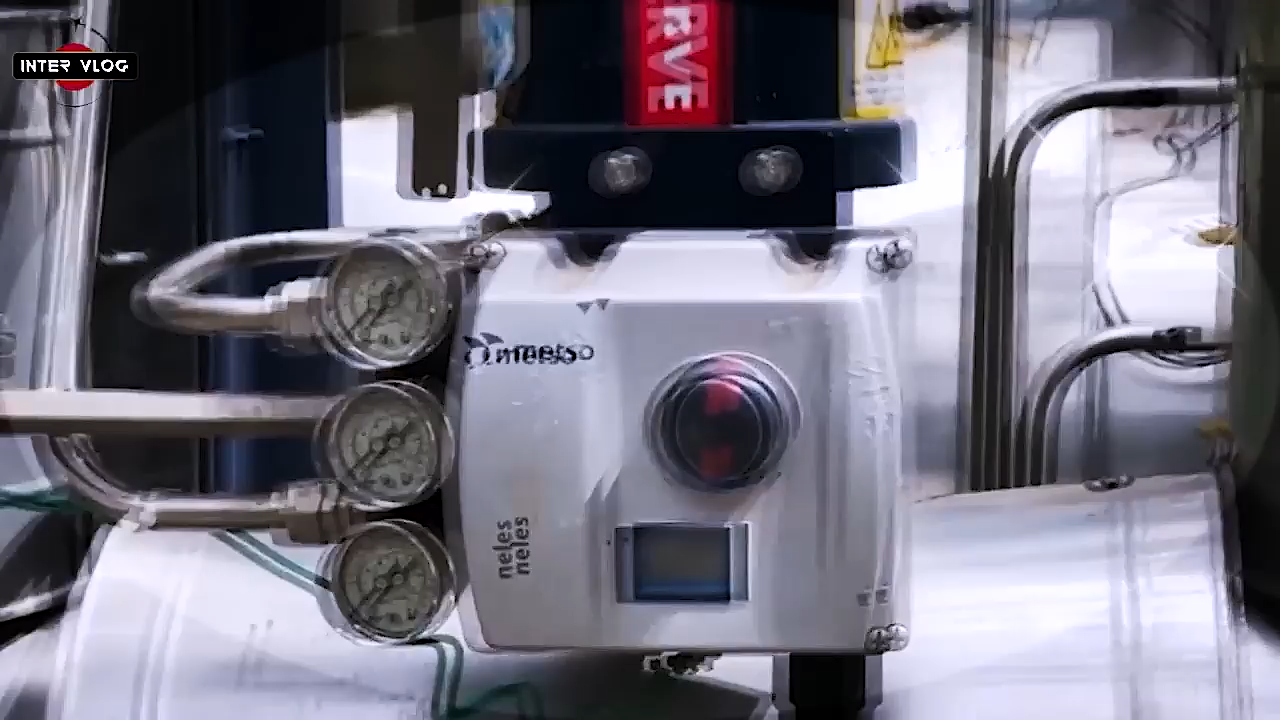 INTER VLOG
RVE
metso
neles
neles